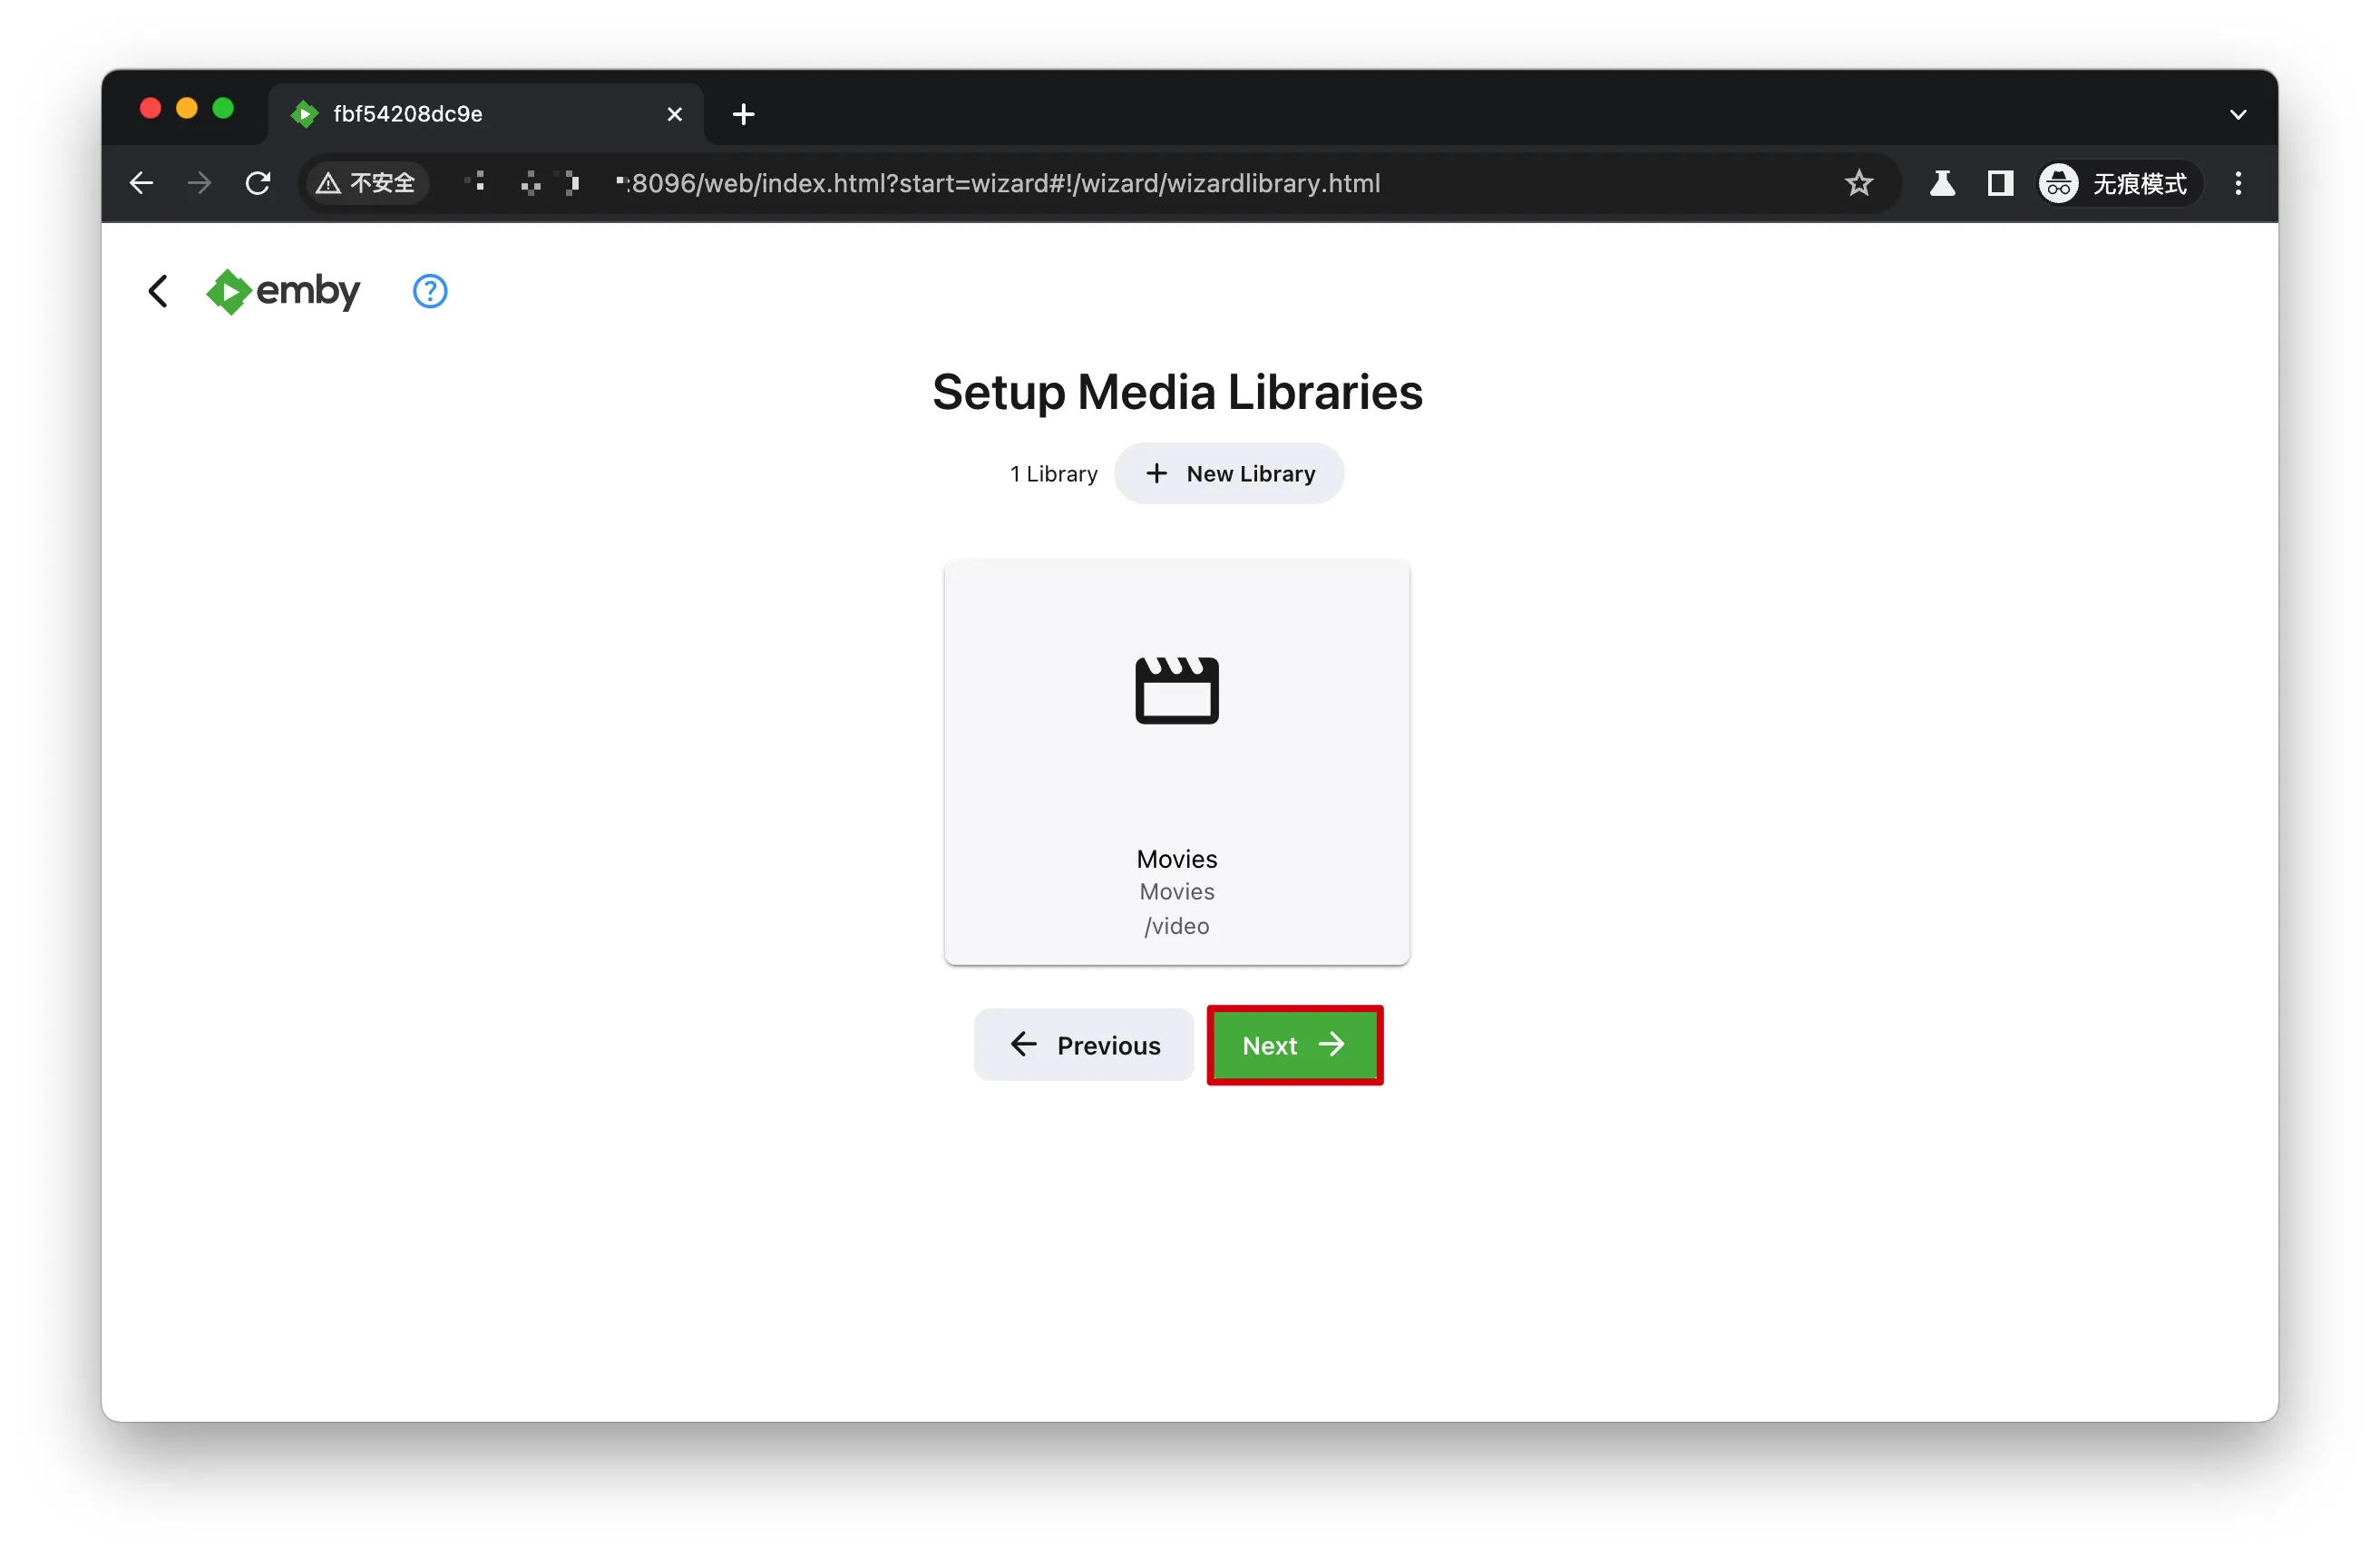 fbf54208dc9e
不安全 :8096/web/index.html?start=wizard#!/wizard/wizardlibrary.html 无痕模式
emby
Setup Media Libraries
1 Library + New Library
Movies
Movies
/video
Previous Next